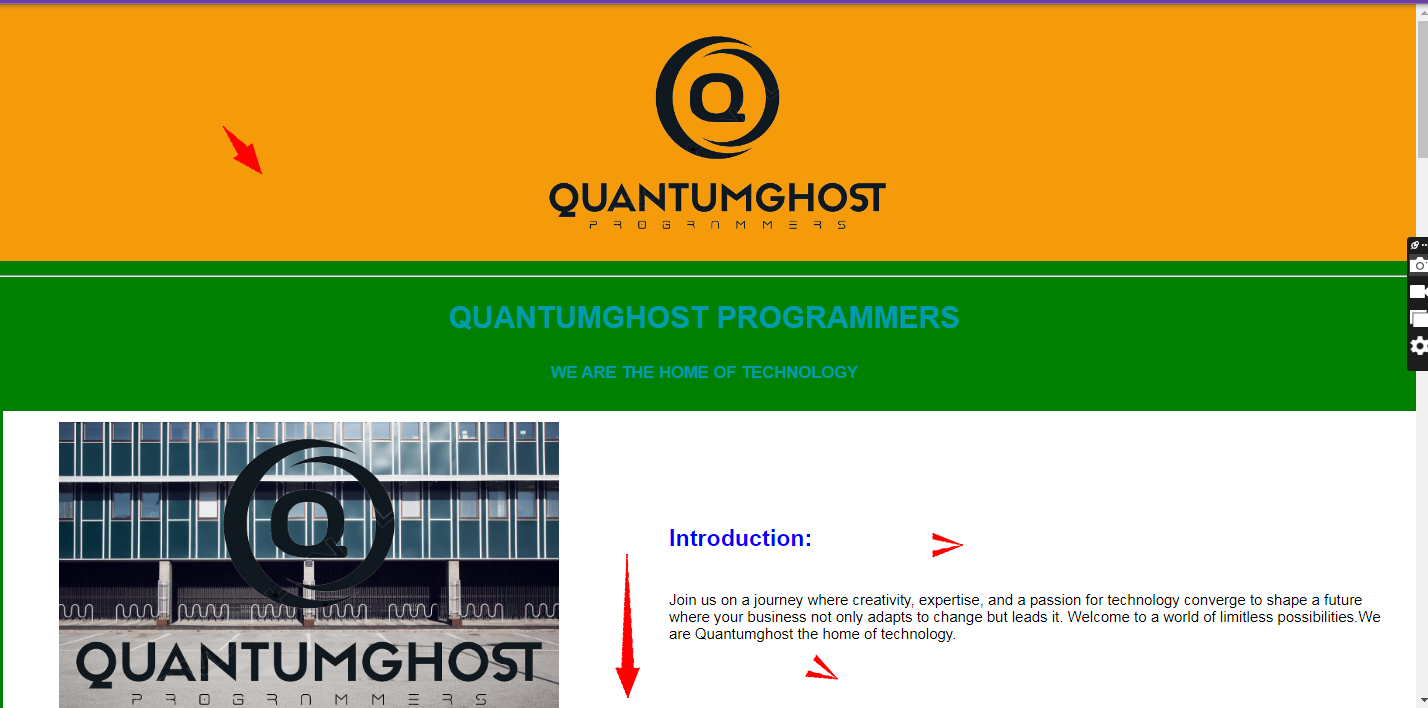 Q
QUANTUMGHOST
PROGRAMMERS
QUANTUMGHOST PROGRAMMERS
WE ARE THE HOME OF TECHNOLOGY
Q
QUANTUMGHOST
PROGRAMMERS
Introduction:
Join us on a journey where creativity, expertise, and a passion for technology converge to shape a future
where your business not only adapts to change but leads it. Welcome to a world of limitless possibilities.We
are Quantumghost the home of technology.